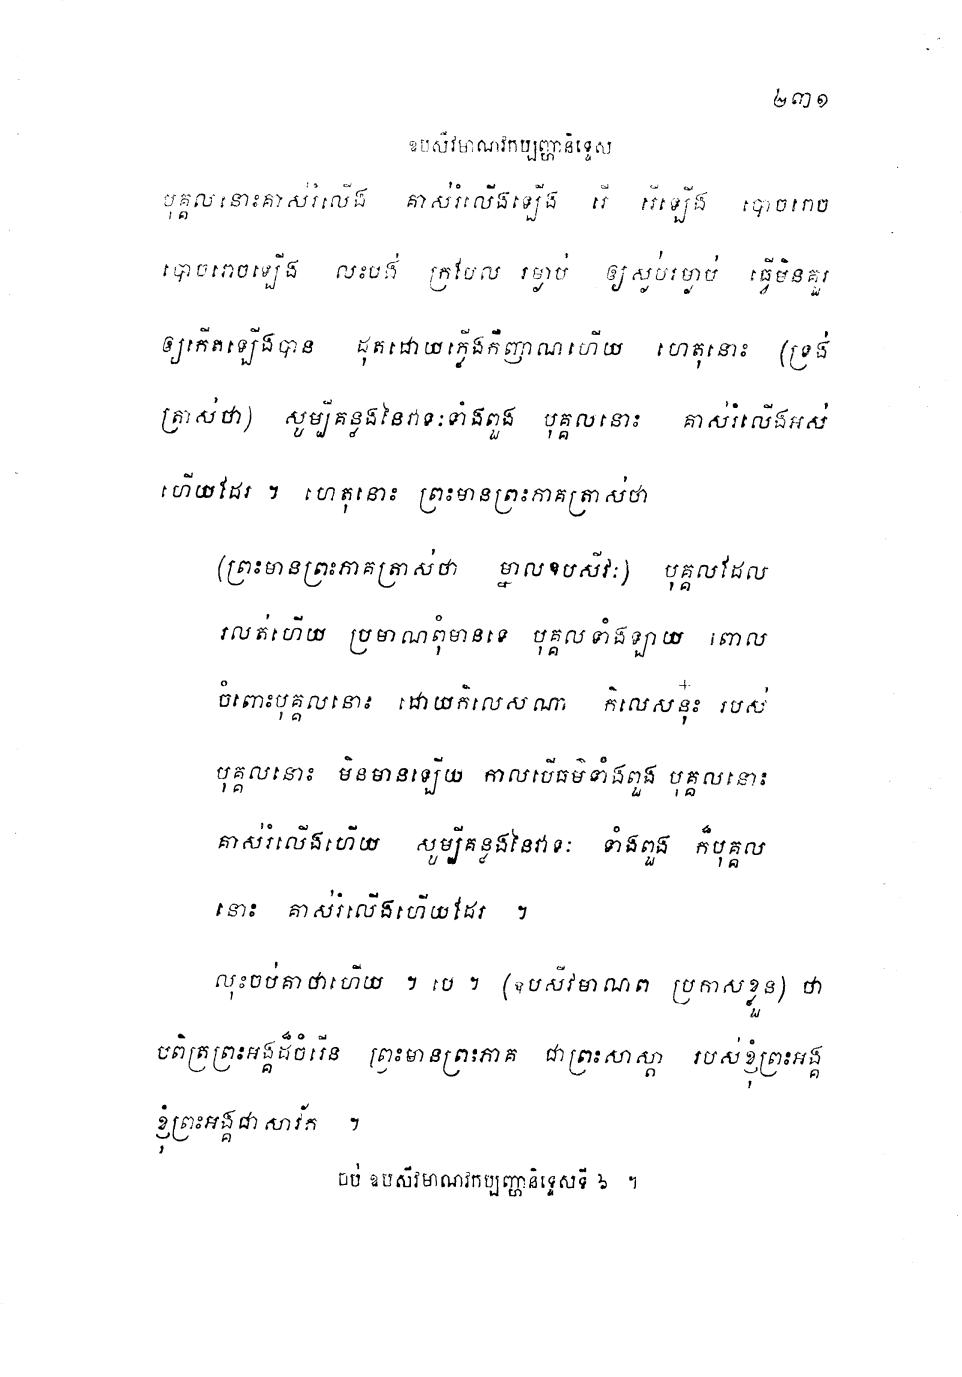 ២៣១
ឧបសីវមាណវកប្បញ្ហានិទ្ទេស
បុគ្គលនោះគាស់រំលើង គាស់រំលើងឡើង រើ រើឡើង បោចពេច
បោចពេចឡើង លះបង់ ក្រវែល រម្ងាប់ ឲ្យស្ងប់រម្ងាប់ ធ្វើមិនគួរ
ឲ្យកើតឡើងបាន ដុតដោយភ្លើងគឺញាណហើយ ហេតុនោះ (ទ្រង់
ត្រាស់ថា) សូម្បីគន្លងនៃវាទៈទាំងពួង បុគ្គលនោះ គាស់រំលើងអស់
ហើយដែរ ។ ហេតុនោះ ព្រះមានព្រះភាគត្រាស់ថា
(ព្រះមានព្រះភាគត្រាស់ថា ម្នាលឧបសីវៈ) បុគ្គលដែល
រលត់ហើយ ប្រមាណពុំមានទេ បុគ្គលទាំងឡាយ ពោល
ចំពោះបុគ្គលនោះ ដោយកិលេសណា កិលេសនុ៎ះ របស់
បុគ្គលនោះ មិនមានឡើយ កាលបើធម៌ទាំងពួង បុគ្គលនោះ
គាស់រំលើងហើយ សូម្បីគន្លងនៃវាទៈ ទាំងពួង ក៏បុគ្គល
នោះ គាស់រំលើងហើយដែរ ។
លុះចប់គាថាហើយ ។ បេ ។ (ឧបសីវមាណព ប្រកាសខ្លួន) ថា
បពិត្រព្រះអង្គដ៏ចំរើន ព្រះមានព្រះភាគ ជាព្រះសាស្តា របស់ខ្ញុំព្រះអង្គ
ខ្ញុំព្រះអង្គជាសាវ័ក ។
ចប់ ឧបសីវមាណវកប្បញ្ហានិទ្ទេសទី ៦ ។